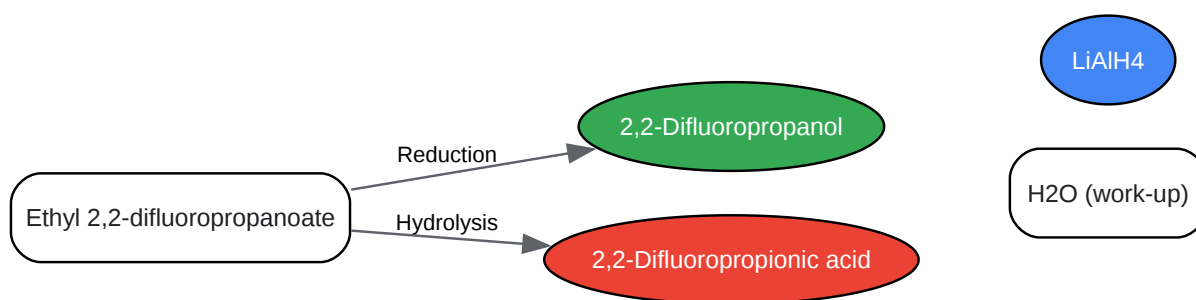 LiAlH4
2,2-Difluoropropanol
Reduction
Ethyl 2,2-difluoropropanoate
H2O (work-up)
Hydrolysis
2,2-Difluoropropionic acid